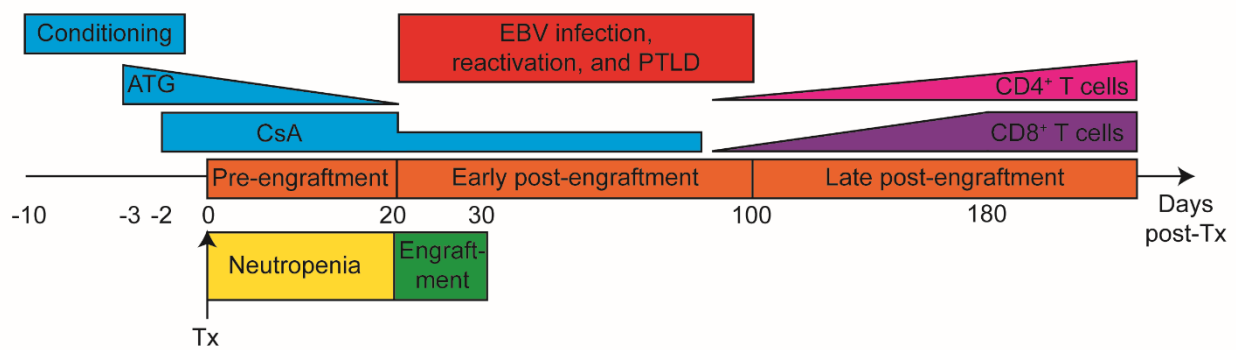 Conditioning
EBV infection,
reactivation, and PTLD
ATG
CD4⁺ T cells
CsA
CD8⁺ T cells
Pre-engraftment
Early post-engraftment
Late post-engraftment
-10
-3
-2
0
20
30
100
180
Days
post-Tx
Neutropenia
Engraft-
ment
Tx